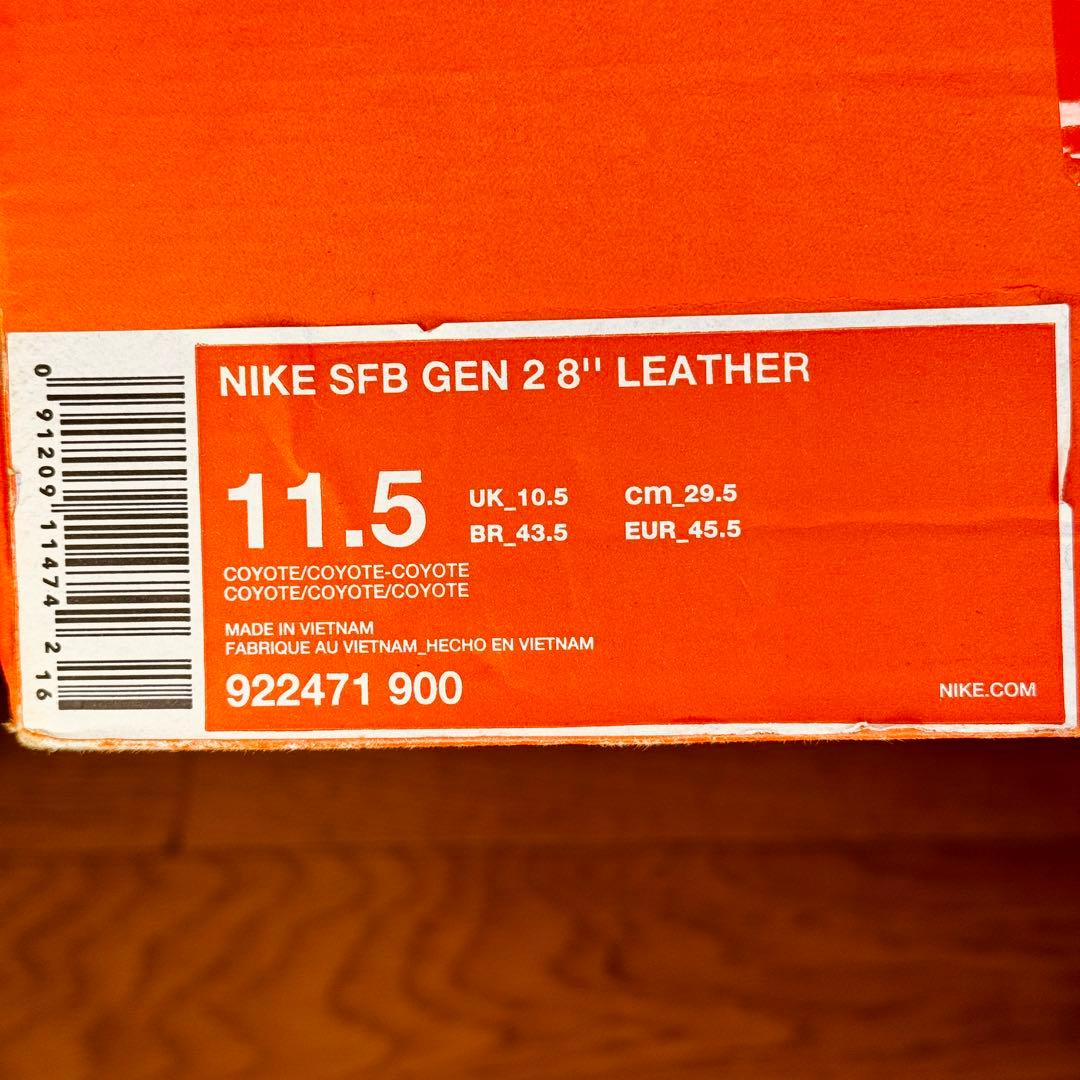 NIKE SFB GEN 2 8'' LEATHER
11.5
UK_10.5 cm_29.5
BR_43.5 EUR_45.5
COYOTE/COYOTE-COYOTE
COYOTE/COYOTE/COYOTE
MADE IN VIETNAM
FABRIQUE AU VIETNAM_HECHO EN VIETNAM
922471 900
NIKE.COM
0 91209 11474 2 16